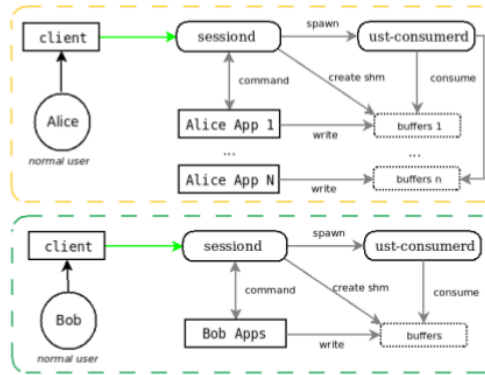 spawn
client
sessiond
ust-consumerd
command
create shm
consume
Alice
Alice App 1
write
buffers 1
normal user
...
...
Alice App N
write
buffers n
client
sessiond
spawn
ust-consumerd
command
create shm
consume
Bob
Bob Apps
write
buffers
normal user